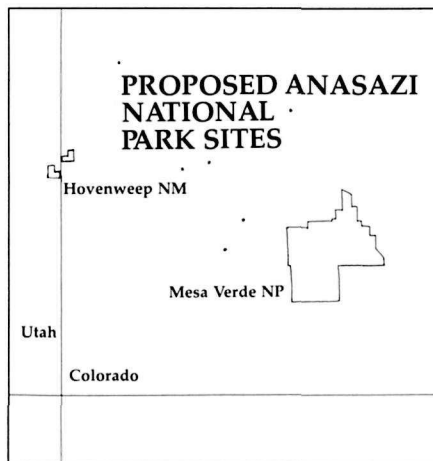 PROPOSED ANASAZI
NATIONAL
PARK SITES
Hovenweep NM
Mesa Verde NP
Utah
Colorado